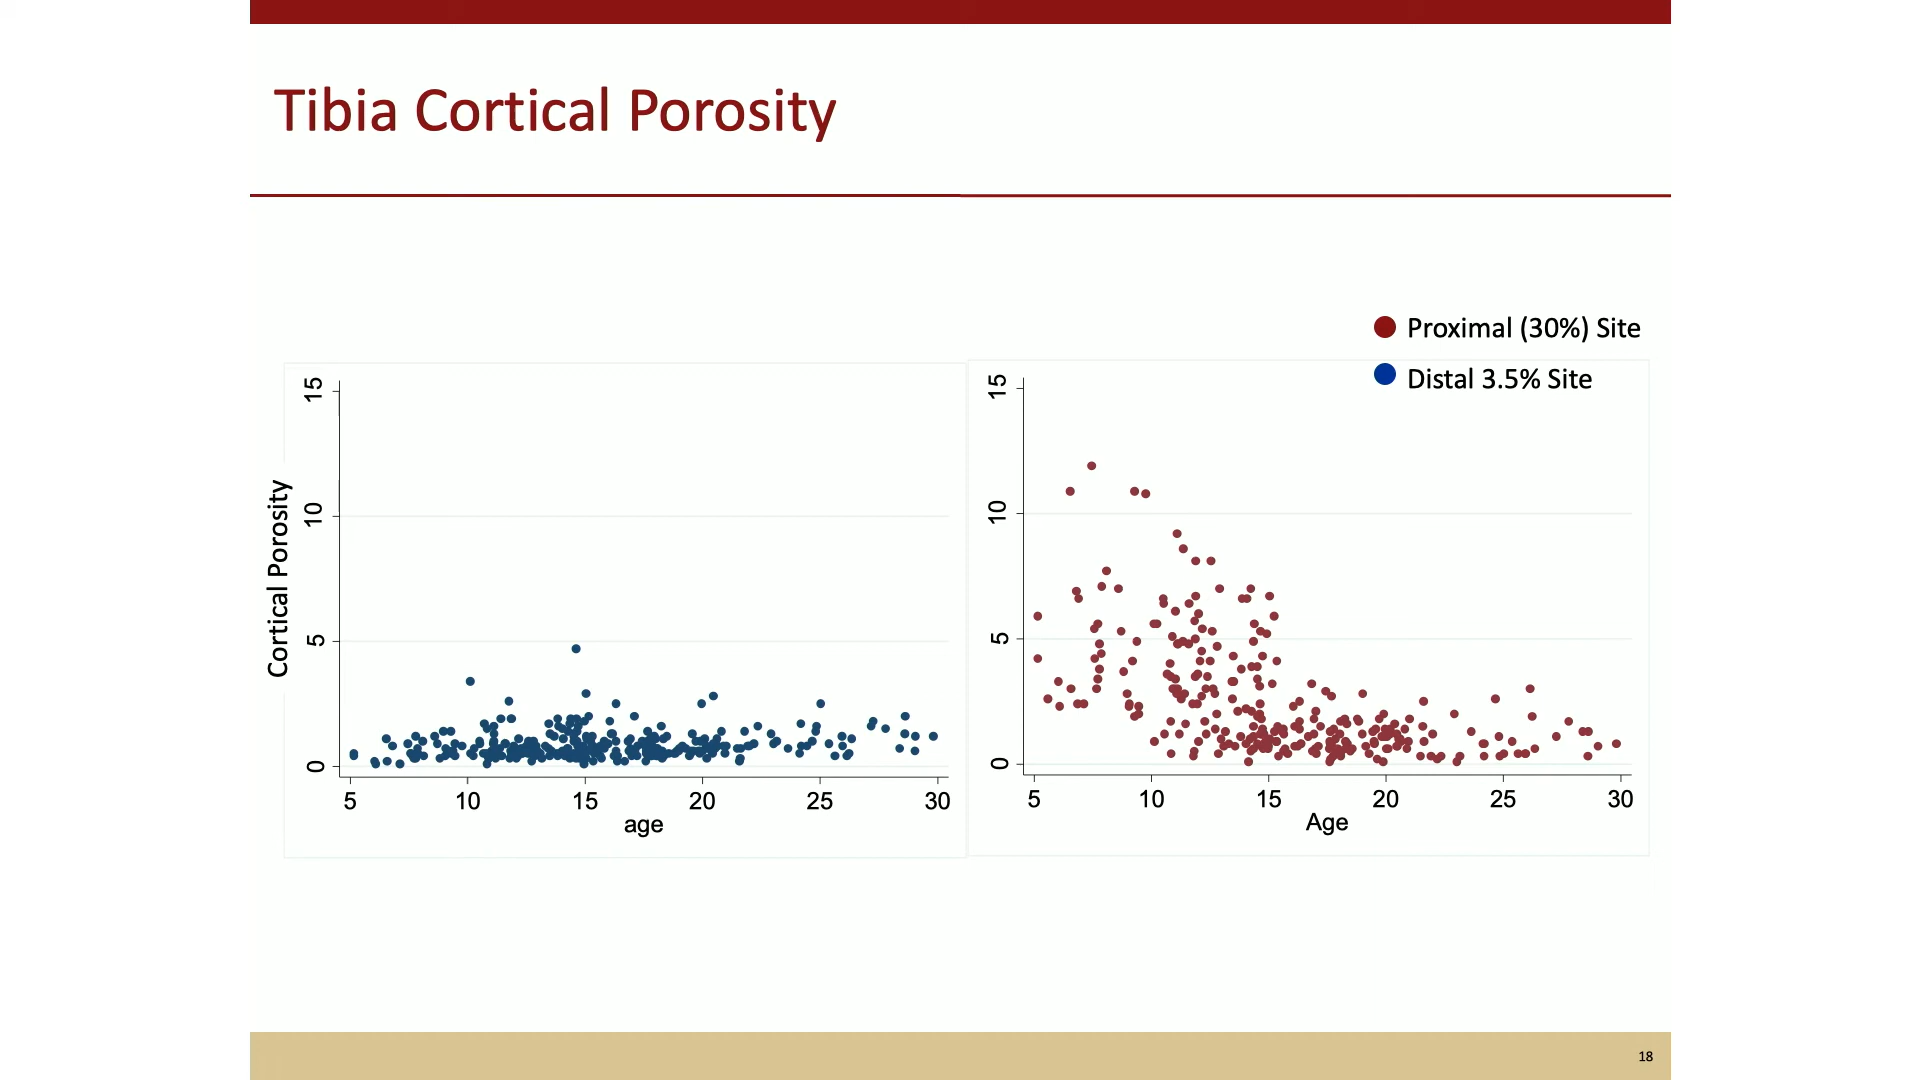 Tibia Cortical Porosity
Proximal (30%) Site
Distal 3.5% Site
Cortical Porosity
15
10
5
0
5 10 15 20 25 30
age
15
10
5
0
5 10 15 20 25 30
Age
18